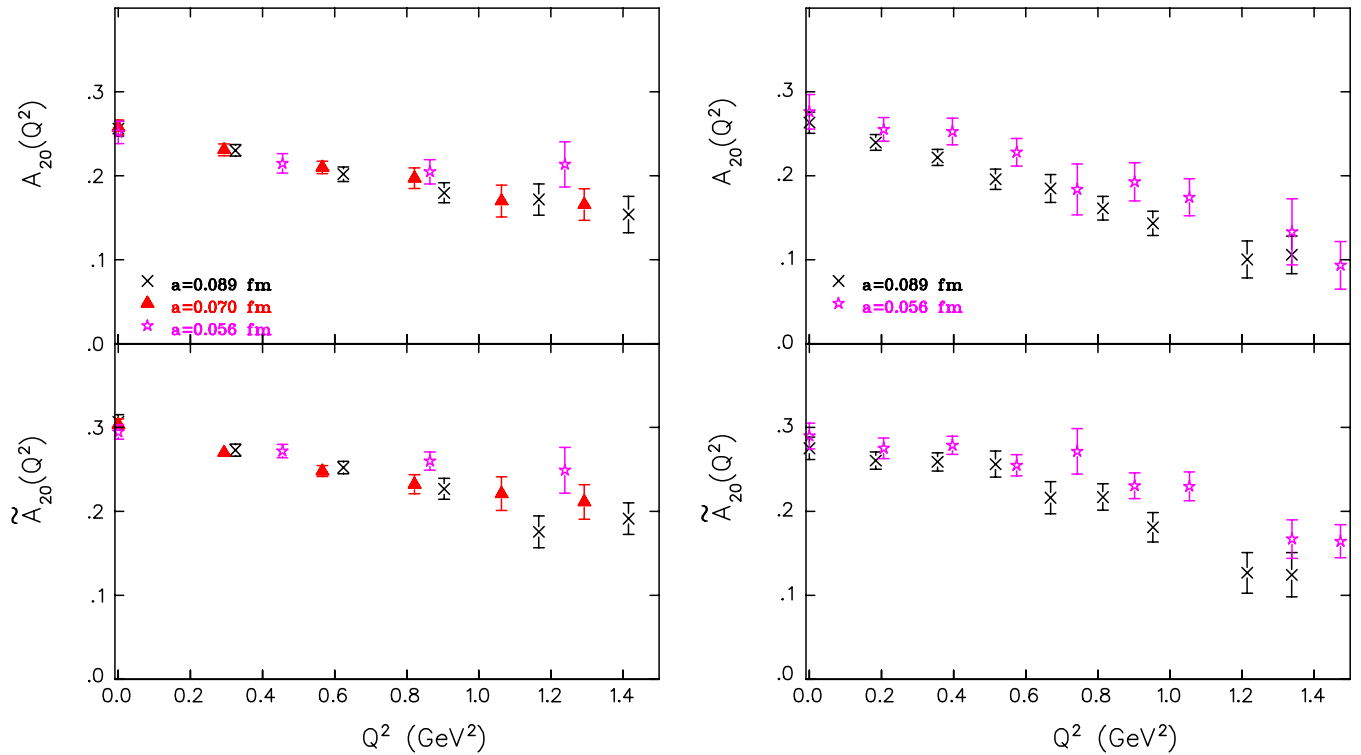 A₂₀(Q²)
.3
.2
.1
.0
a=0.089 fm
a=0.070 fm
a=0.056 fm
A₂₀(Q²)
.3
.2
.1
.0
a=0.089 fm
a=0.056 fm
Ã₂₀(Q²)
.3
.2
.1
.0
0.0 0.2 0.4 0.6 0.8 1.0 1.2 1.4
Q² (GeV²)
Ã₂₀(Q²)
.3
.2
.1
.0
0.0 0.2 0.4 0.6 0.8 1.0 1.2 1.4
Q² (GeV²)